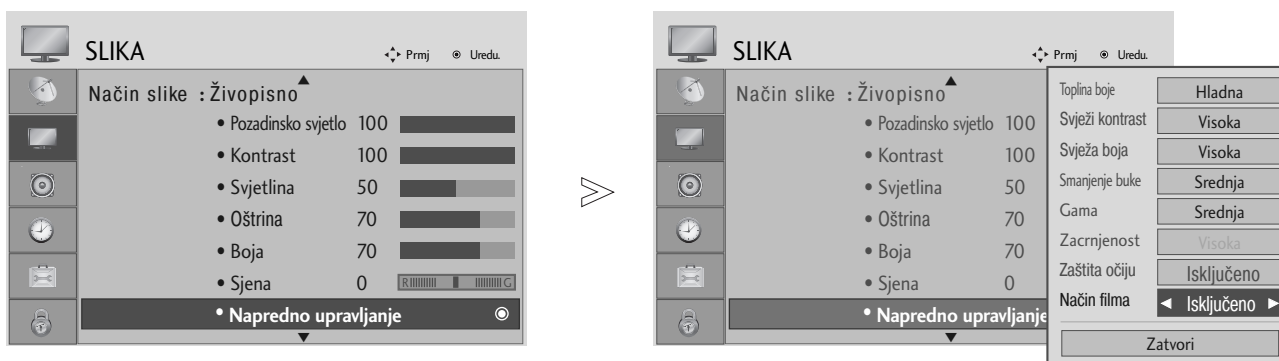 SLIKA
Prmj Uredu.
Način slike : Živopisno
• Pozadinsko svjetlo 100
• Kontrast 100
• Svjetlina 50
• Oštrina 70
• Boja 70
• Sjena 0 R G
• Napredno upravljanje
SLIKA
Prmj Uredu.
Način slike : Živopisno
• Pozadinsko svjetlo 100
• Kontrast 100
• Svjetlina 50
• Oštrina 70
• Boja 70
• Sjena 0
• Napredno upravljanje
Toplina boje Hladna
Svježi kontrast Visoka
Svježa boja Visoka
Smanjenje buke Srednja
Gama Srednja
Zacrnjenost Visoka
Zaštita očiju Isključeno
Način filma ◄ Isključeno ►
Zatvori